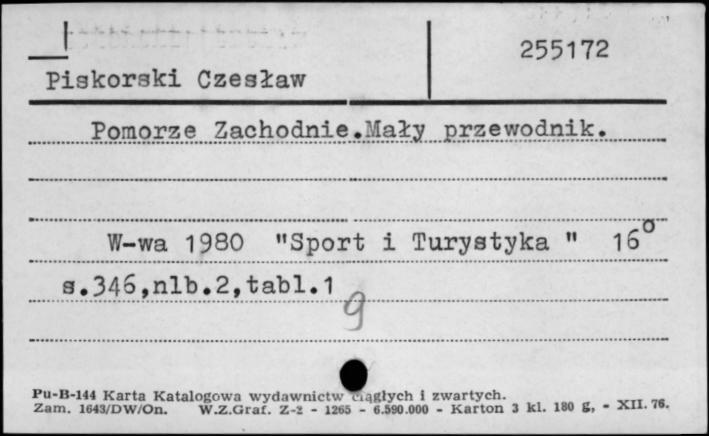 255172
Piskorski Czesław
Pomorze Zachodnie.Mały przewodnik.
W-wa 1980 "Sport i Turystyka " 16°
s.346,nlb.2,tabl.1
9
Pu-B-144 Karta Katalogowa wydawnictw ciągłych i zwartych.
Zam. 1643/DW/On. W.Z.Graf. Z-2 - 1265 - 6.590.000 - Karton 3 kl. 180 g, - XII. 76.